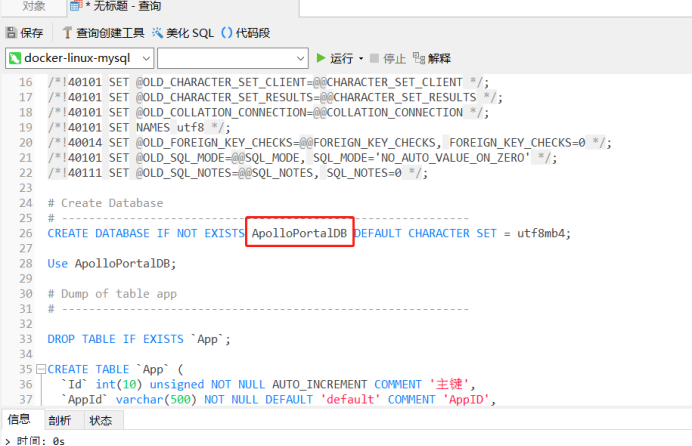 对象
* 无标题 - 查询
保存 查询创建工具 美化 SQL () 代码段
docker-linux-mysql 运行 停止 解释
16 /*!40101 SET @OLD_CHARACTER_SET_CLIENT=@@CHARACTER_SET_CLIENT */;
17 /*!40101 SET @OLD_CHARACTER_SET_RESULTS=@@CHARACTER_SET_RESULTS */;
18 /*!40101 SET @OLD_COLLATION_CONNECTION=@@COLLATION_CONNECTION */;
19 /*!40101 SET NAMES utf8 */;
20 /*!40014 SET @OLD_FOREIGN_KEY_CHECKS=@@FOREIGN_KEY_CHECKS, FOREIGN_KEY_CHECKS=0 */;
21 /*!40101 SET @OLD_SQL_MODE=@@SQL_MODE, SQL_MODE='NO_AUTO_VALUE_ON_ZERO' */;
22 /*!40111 SET @OLD_SQL_NOTES=@@SQL_NOTES, SQL_NOTES=0 */;
23
24 # Create Database
25 # ------------------------------------------------------------
26 CREATE DATABASE IF NOT EXISTS ApolloPortalDB DEFAULT CHARACTER SET = utf8mb4;
27
28 Use ApolloPortalDB;
29
30 # Dump of table app
31 # ------------------------------------------------------------
32
33 DROP TABLE IF EXISTS `App`;
34
35 CREATE TABLE `App` (
36 `Id` int(10) unsigned NOT NULL AUTO_INCREMENT COMMENT '主键',
37 `AppId` varchar(500) NOT NULL DEFAULT 'default' COMMENT 'AppID',
信息 剖析 状态
> 时间: 0s